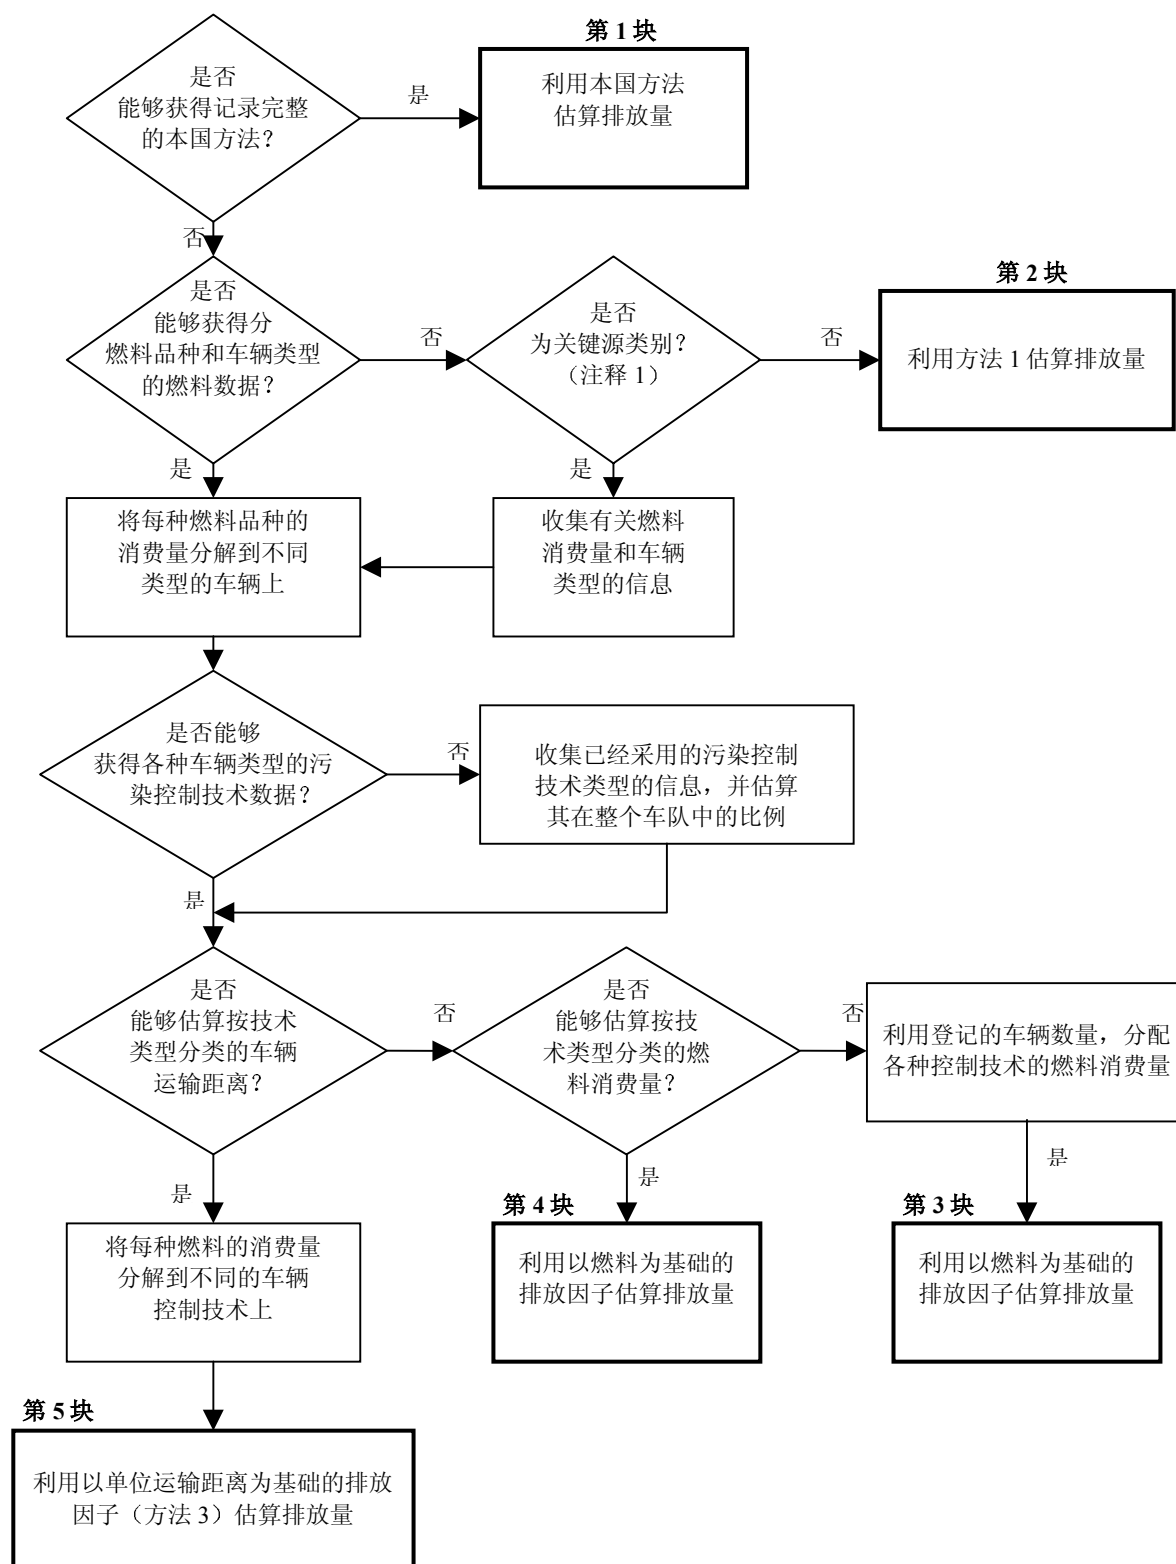 第 1 块
是否
能够获得记录完整
的本国方法？
是
利用本国方法
估算排放量
否
第 2 块
是否
能够获得分
燃料品种和车辆类型
的燃料数据？
否
是否
为关键源类别？
（注释 1）
否
利用方法 1 估算排放量
是
是
将每种燃料品种的
消费量分解到不同
类型的车辆上
收集有关燃料
消费量和车辆
类型的信息
是否能够
获得各种车辆类型的污
染控制技术数据？
否
收集已经采用的污染控制
技术类型的信息，并估算
其在整个车队中的比例
是
是否
能够估算按技术
类型分类的车辆
运输距离？
否
是否
能够估算按技
术类型分类的燃
料消费量？
否
利用登记的车辆数量，分配
各种控制技术的燃料消费量
是
是
是
第 4 块
第 3 块
将每种燃料的消费量
分解到不同的车辆
控制技术上
利用以燃料为基础的
排放因子估算排放量
利用以燃料为基础的
排放因子估算排放量
第 5 块
利用以单位运输距离为基础的排放
因子（方法 3）估算排放量